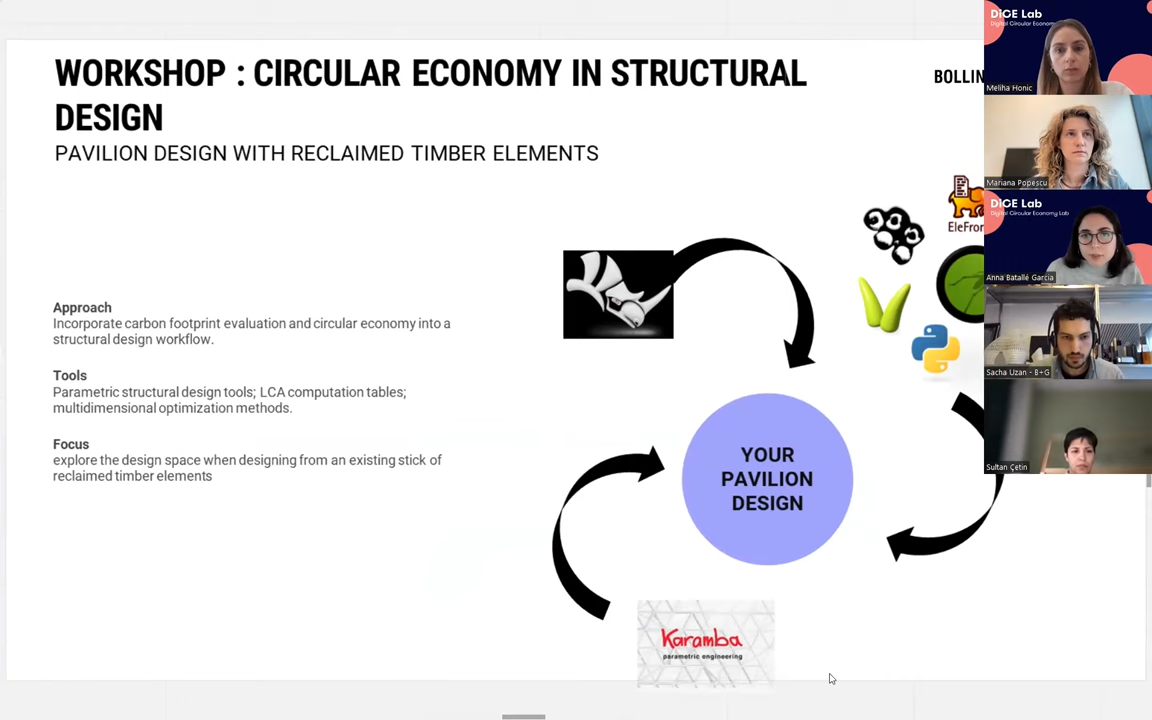 WORKSHOP : CIRCULAR ECONOMY IN STRUCTURAL
DESIGN
PAVILION DESIGN WITH RECLAIMED TIMBER ELEMENTS
BOLLIN
Approach
Incorporate carbon footprint evaluation and circular economy into a
structural design workflow.
Tools
Parametric structural design tools; LCA computation tables;
multidimensional optimization methods.
Focus
explore the design space when designing from an existing stick of
reclaimed timber elements
EleFron
YOUR
PAVILION
DESIGN
Karamba
parametric engineering
DiCE Lab
Digital Circular Econom
Meliha Honic
Mariana Popescu
DiCE Lab
Digital Circular Economy Lab
Anna Batallé Garcia
Sacha Uzan - B+G
Sultan Çetin